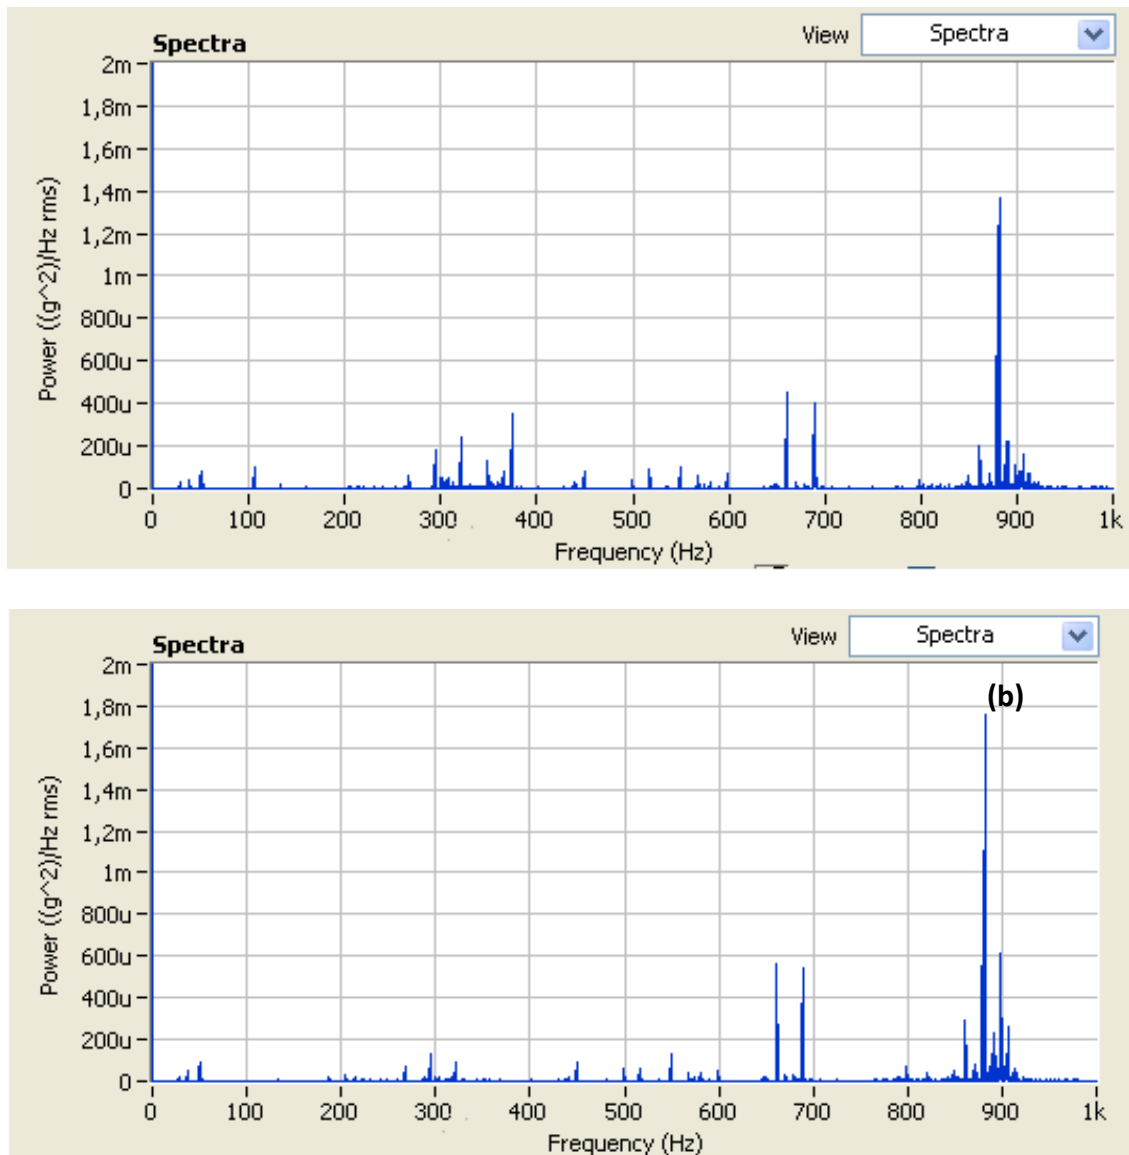 Spectra
View
Spectra
2m
1,8m
1,6m
1,4m
1,2m
1m
800u
600u
400u
200u
0
Power ((g^2)/Hz rms)
0 100 200 300 400 500 600 700 800 900 1k
Frequency (Hz)
Spectra
View
Spectra
(b)
2m
1,8m
1,6m
1,4m
1,2m
1m
800u
600u
400u
200u
0
Power ((g^2)/Hz rms)
0 100 200 300 400 500 600 700 800 900 1k
Frequency (Hz)